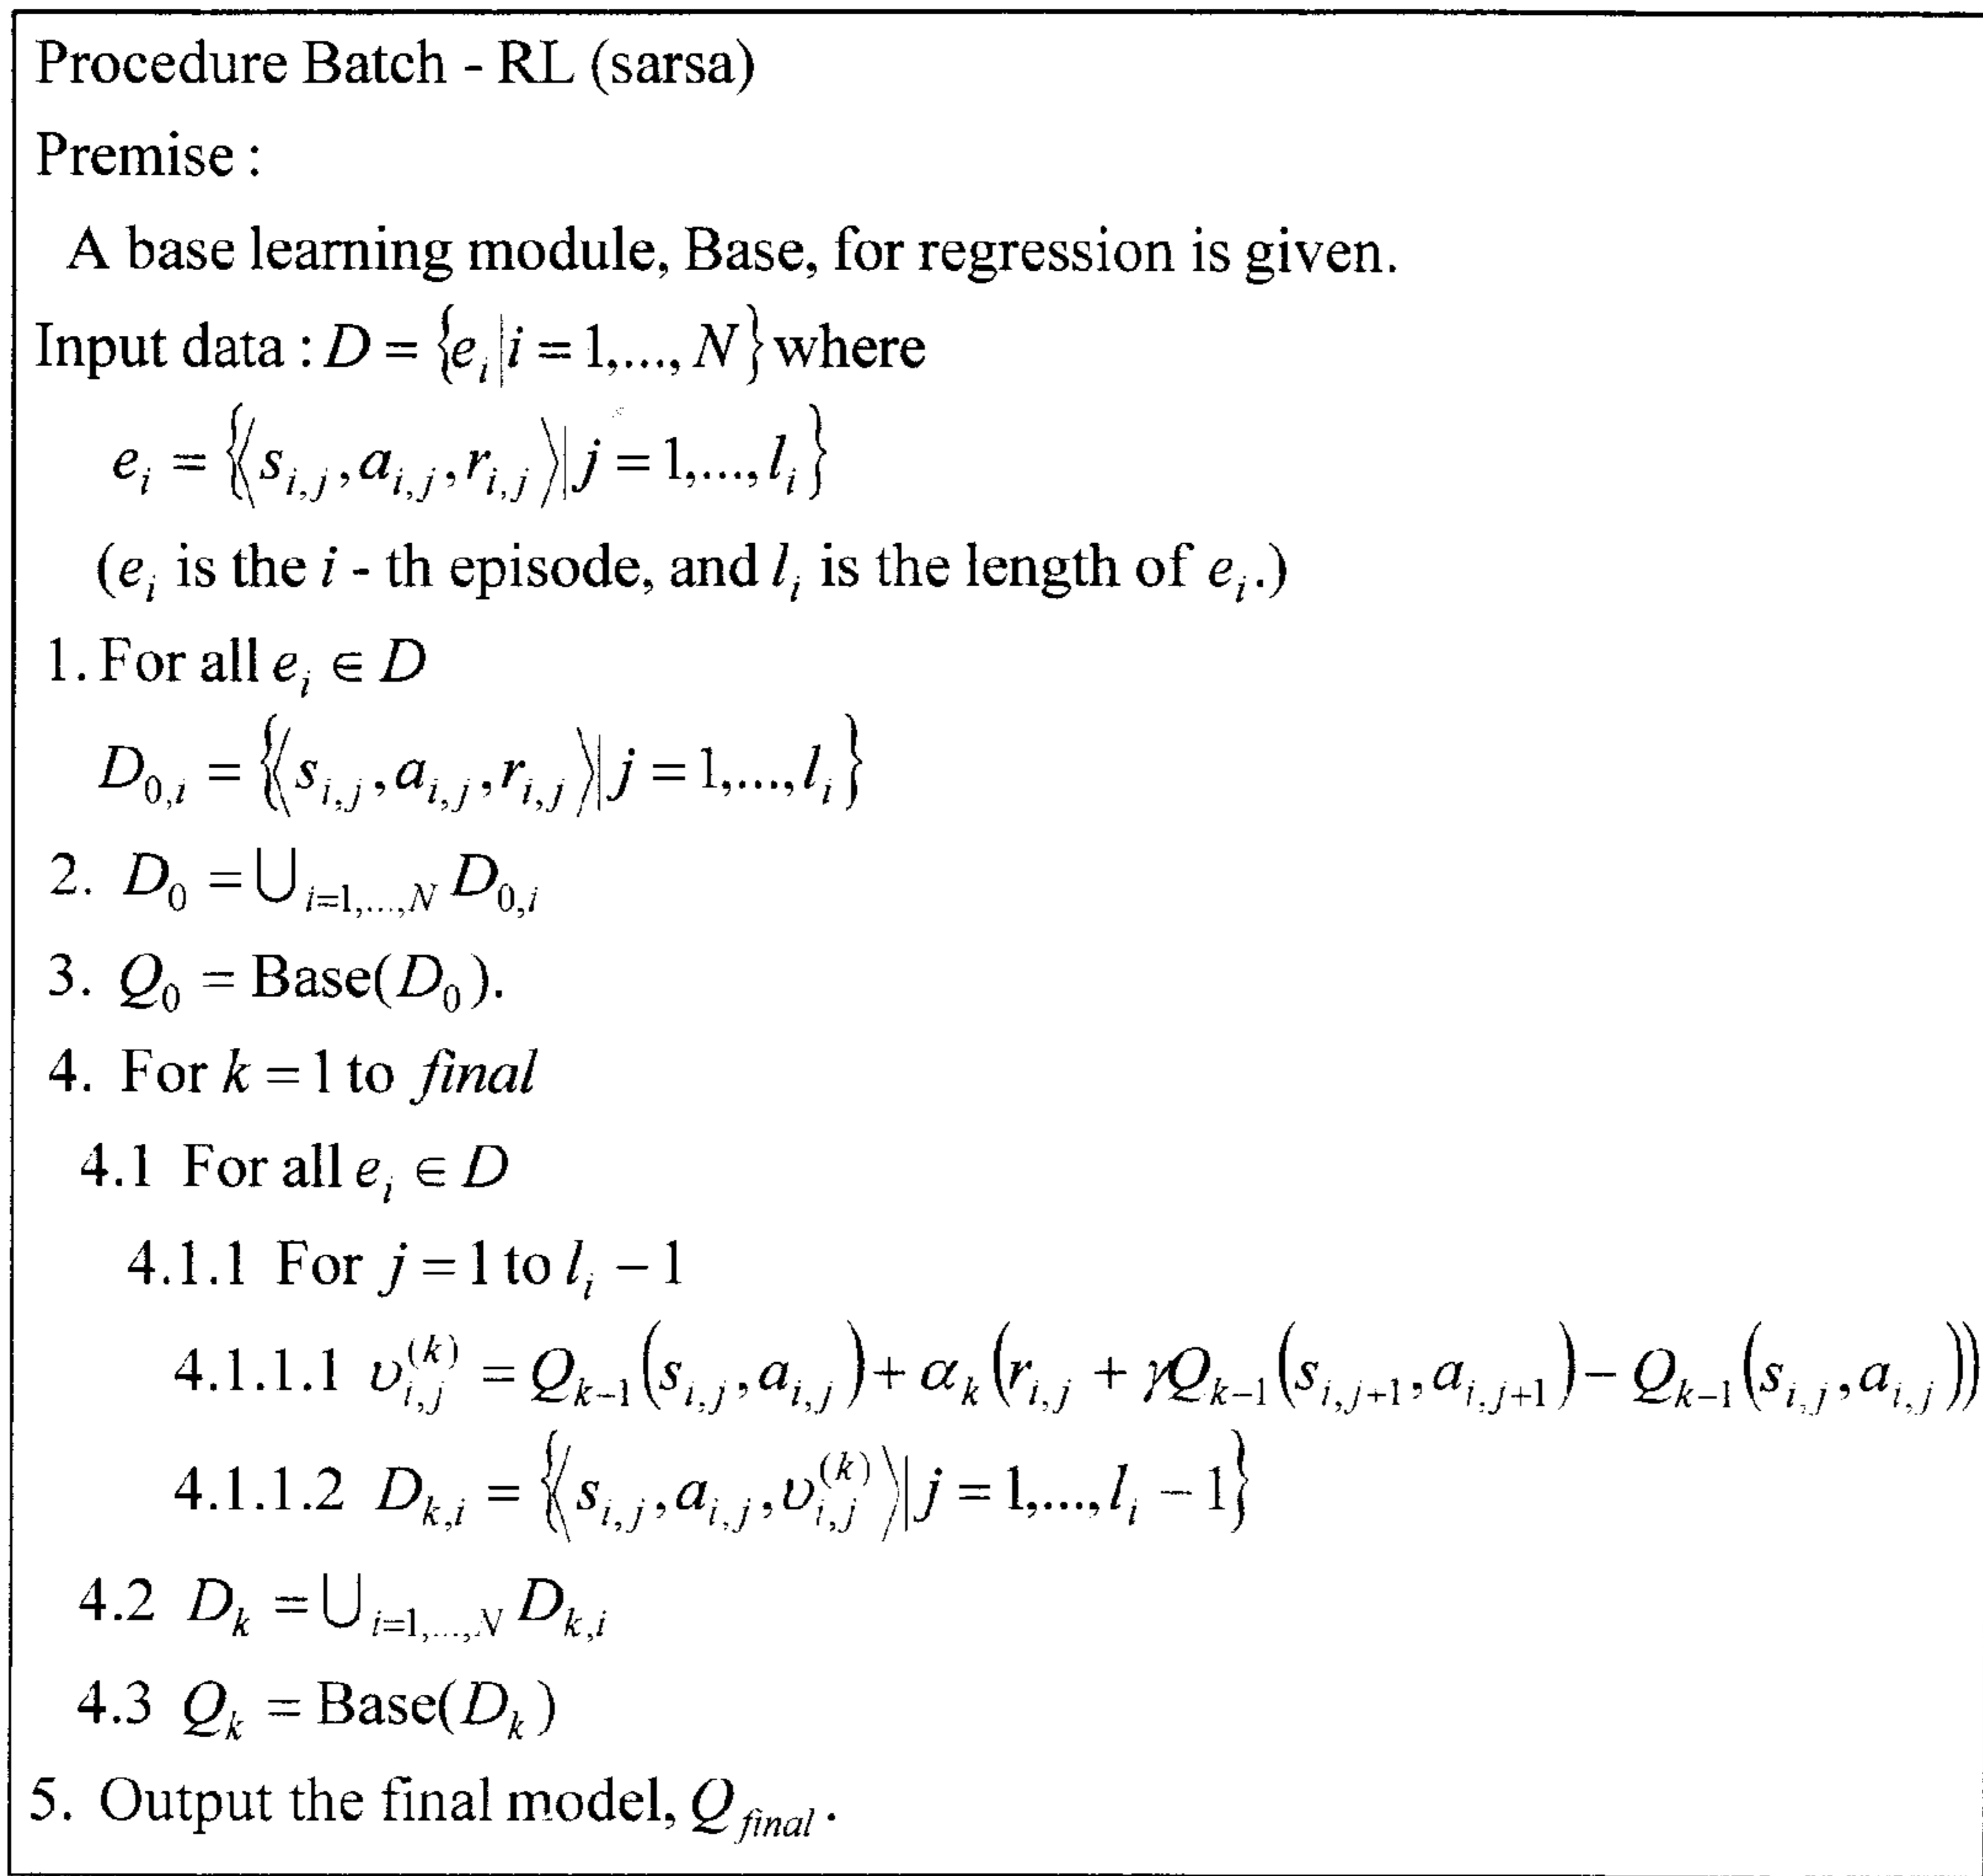 Procedure Batch - RL (sarsa)
Premise :
A base learning module, Base, for regression is given.
Input data : D = {e_i | i = 1,..., N} where
e_i = {⟨s_{i,j}, a_{i,j}, r_{i,j}⟩ | j = 1,..., l_i}
(e_i is the i - th episode, and l_i is the length of e_i.)
1. For all e_i ∈ D
D_{0,i} = {⟨s_{i,j}, a_{i,j}, r_{i,j}⟩ | j = 1,..., l_i}
2. D_0 = ∪_{i=1,...,N} D_{0,i}
3. Q_0 = Base(D_0).
4. For k = 1 to final
4.1 For all e_i ∈ D
4.1.1 For j = 1 to l_i − 1
4.1.1.1 υ_{i,j}^{(k)} = Q_{k−1}(s_{i,j}, a_{i,j}) + α_k (r_{i,j} + γQ_{k−1}(s_{i,j+1}, a_{i,j+1}) − Q_{k−1}(s_{i,j}, a_{i,j}))
4.1.1.2 D_{k,i} = {⟨s_{i,j}, a_{i,j}, υ_{i,j}^{(k)}⟩ | j = 1,..., l_i − 1}
4.2 D_k = ∪_{i=1,...,N} D_{k,i}
4.3 Q_k = Base(D_k)
5. Output the final model, Q_{final}.